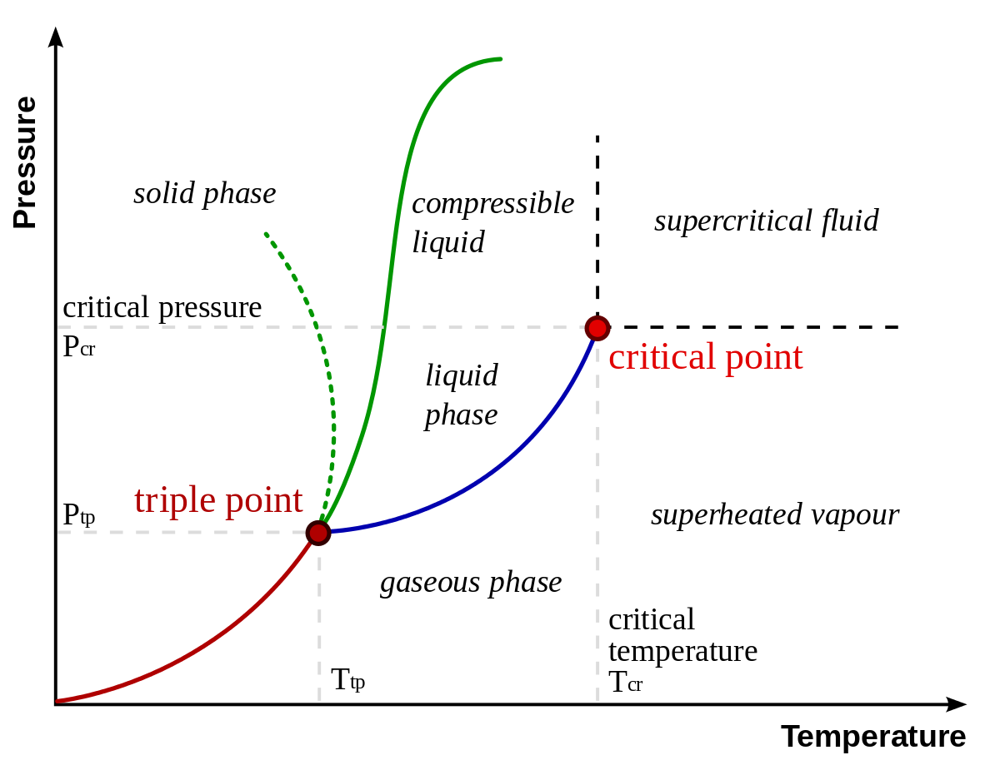 Pressure
solid phase
compressible
liquid
supercritical fluid
critical pressure
Pcr
critical point
liquid
phase
triple point
Ptp
superheated vapour
gaseous phase
critical
temperature
Tcr
Ttp
Temperature